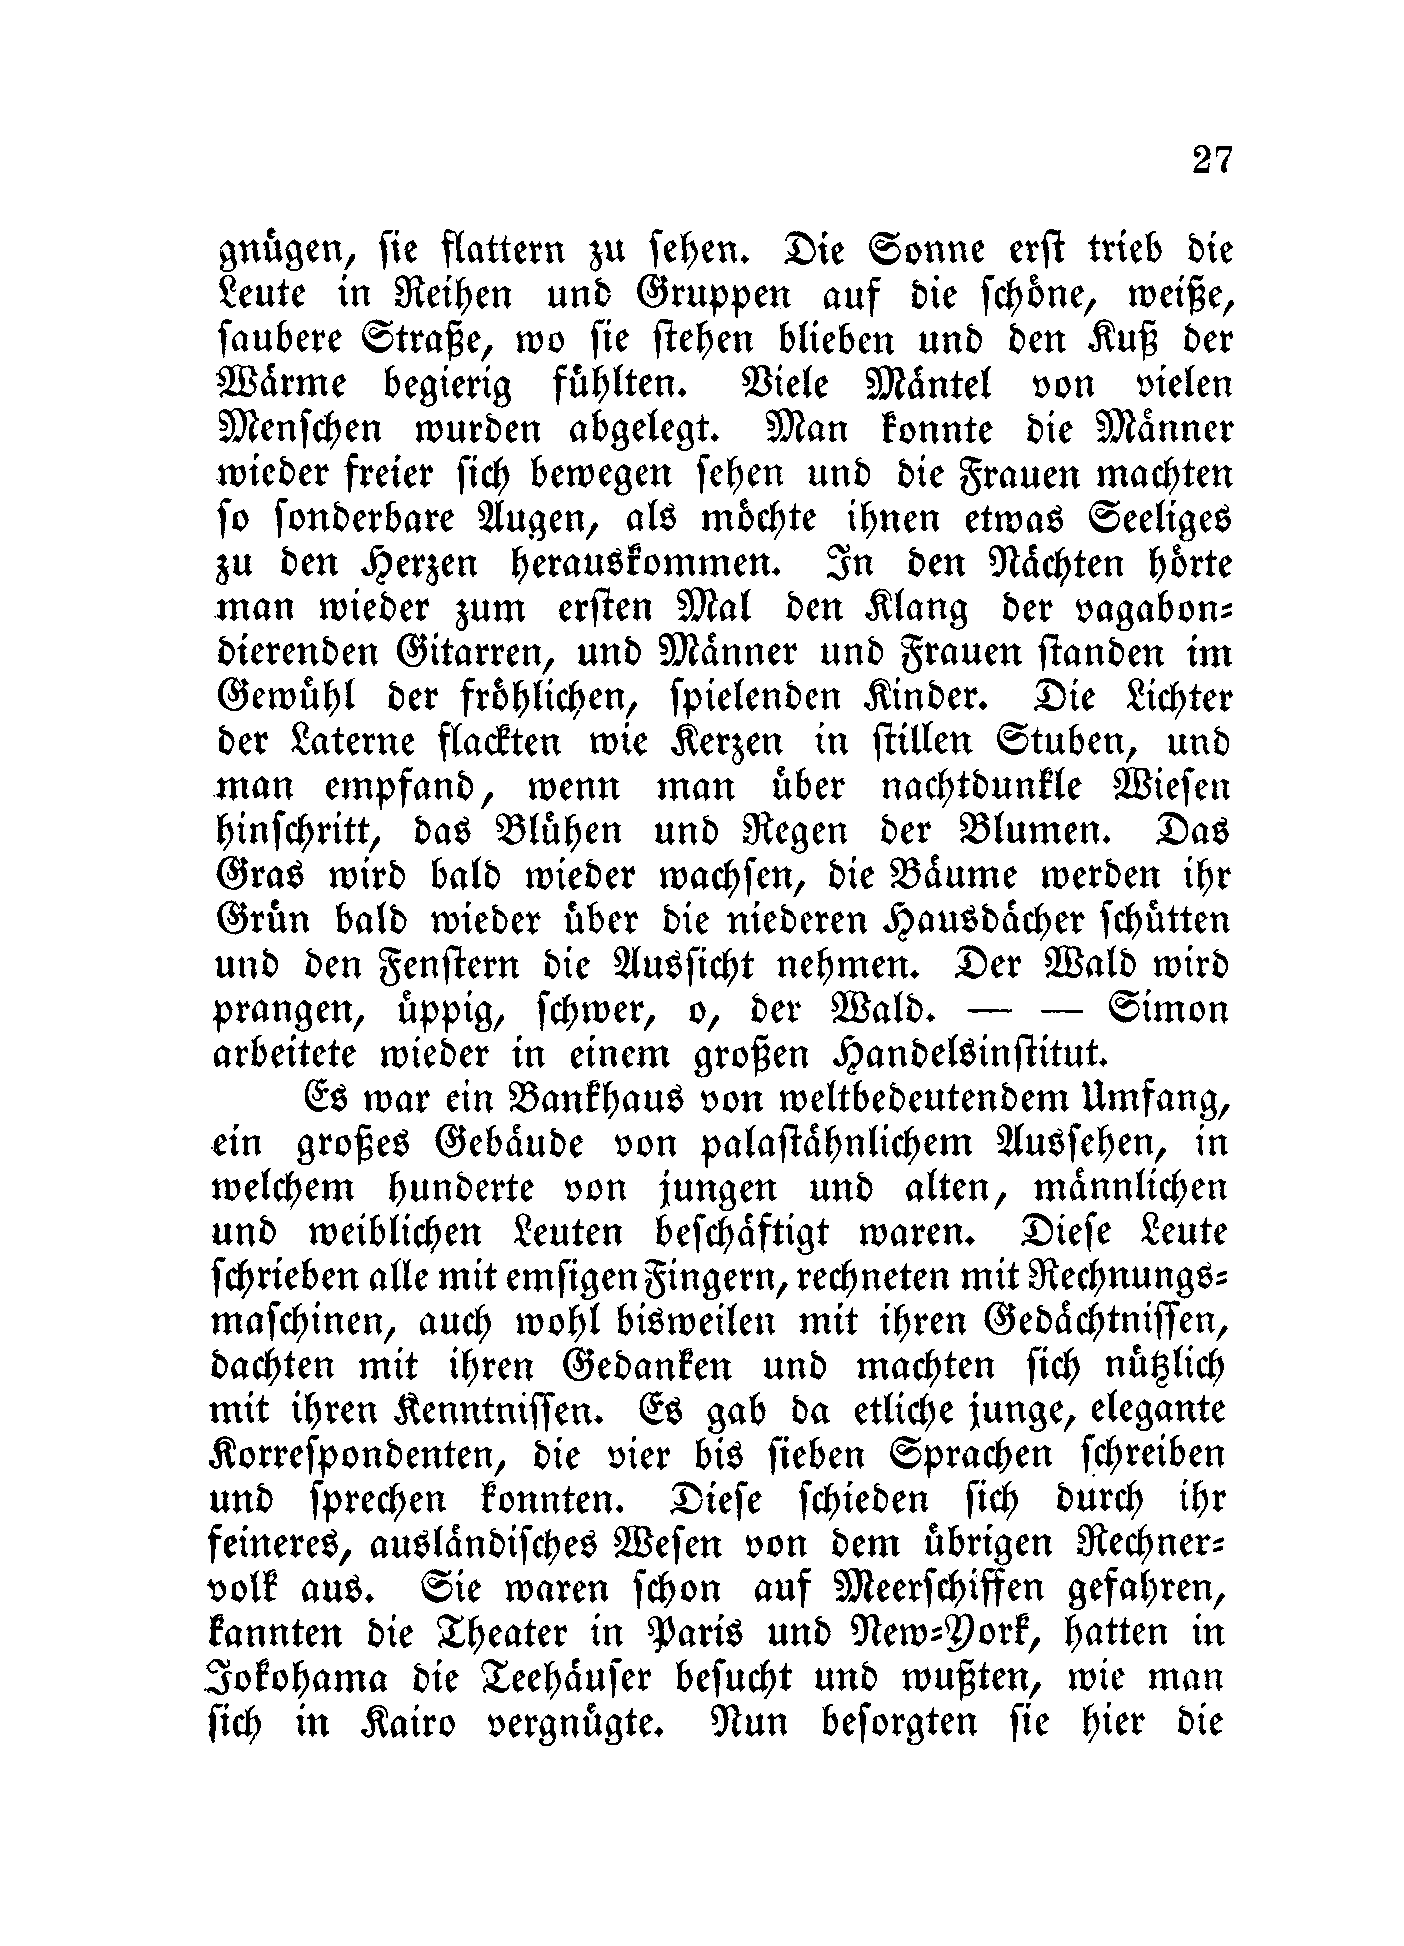 27
gnügen, sie flattern zu sehen. Die Sonne erst trieb die
Leute in Reihen und Gruppen auf die schöne, weiße,
saubere Straße, wo sie stehen blieben und den Kuß der
Wärme begierig fühlten. Viele Mäntel von vielen
Menschen wurden abgelegt. Man konnte die Männer
wieder freier sich bewegen sehen und die Frauen machten
so sonderbare Augen, als möchte ihnen etwas Seeliges
zu den Herzen herauskommen. In den Nächten hörte
man wieder zum ersten Mal den Klang der vagabon-
dierenden Gitarren, und Männer und Frauen standen im
Gewühl der fröhlichen, spielenden Kinder. Die Lichter
der Laterne flackten wie Kerzen in stillen Stuben, und
man empfand, wenn man über nachtdunkle Wiesen
hinschritt, das Blühen und Regen der Blumen. Das
Gras wird bald wieder wachsen, die Bäume werden ihr
Grün bald wieder über die niederen Hausdächer schütten
und den Fenstern die Aussicht nehmen. Der Wald wird
prangen, üppig, schwer, o, der Wald. — — Simon
arbeitete wieder in einem großen Handelsinstitut.
Es war ein Bankhaus von weltbedeutendem Umfang,
ein großes Gebäude von palastähnlichem Aussehen, in
welchem hunderte von jungen und alten, männlichen
und weiblichen Leuten beschäftigt waren. Diese Leute
schrieben alle mit emsigen Fingern, rechneten mit Rechnungs-
maschinen, auch wohl bisweilen mit ihren Gedächtnissen,
dachten mit ihren Gedanken und machten sich nützlich
mit ihren Kenntnissen. Es gab da etliche junge, elegante
Korrespondenten, die vier bis sieben Sprachen schreiben
und sprechen konnten. Diese schieden sich durch ihr
feineres, ausländisches Wesen von dem übrigen Rechner-
volk aus. Sie waren schon auf Meerschiffen gefahren,
kannten die Theater in Paris und New-York, hatten in
Jokohama die Teehäuser besucht und wußten, wie man
sich in Kairo vergnügte. Nun besorgten sie hier die